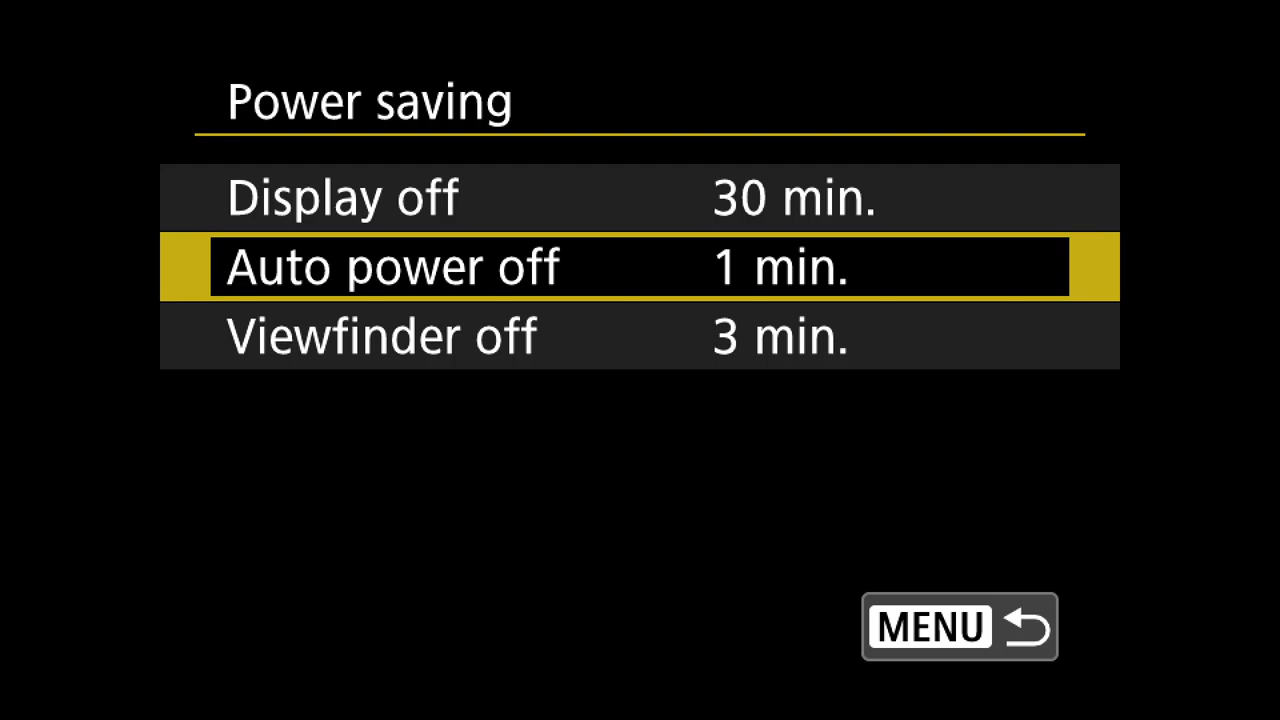 Power saving
Display off 30 min.
Auto power off 1 min.
Viewfinder off 3 min.
MENU